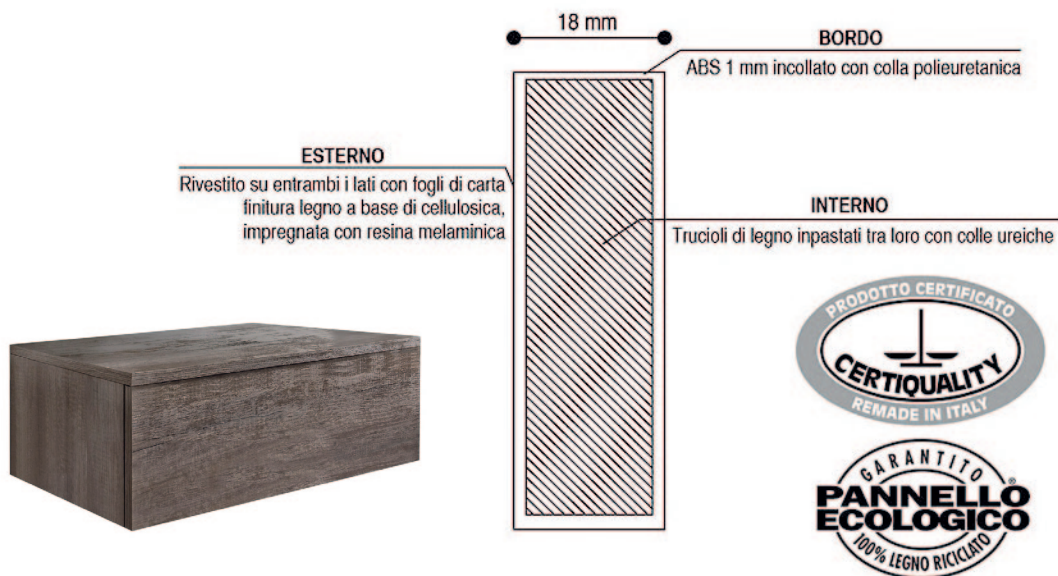 18 mm
BORDO
ABS 1 mm incollato con colla polieuretanica
ESTERNO
Rivestito su entrambi i lati con fogli di carta
finitura legno a base di cellulosica,
impregnata con resina melaminica
INTERNO
Trucioli di legno inpastati tra loro con colle ureiche
PRODOTTO CERTIFICATO
CERTIQUALITY
REMADE IN ITALY
GARANTITO
PANNELLO®
ECOLOGICO
100% LEGNO RICICLATO